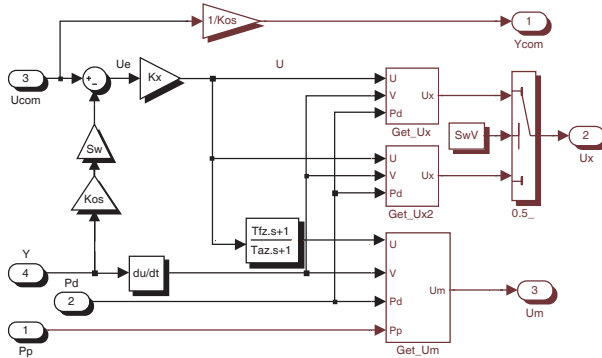 1/Kos
1
Ycom
3
Ucom
+
−
Ue
Kx
U
U
V
Pd
Ux
Get_Ux
SwV
2
Ux
Sw
U
V
Pd
Ux
Get_Ux2
0.5_
Kos
Tfz.s+1
Taz.s+1
Y
4
du/dt
Pd
2
U
V
Pd
Pp
Um
Get_Um
3
Um
1
Pp